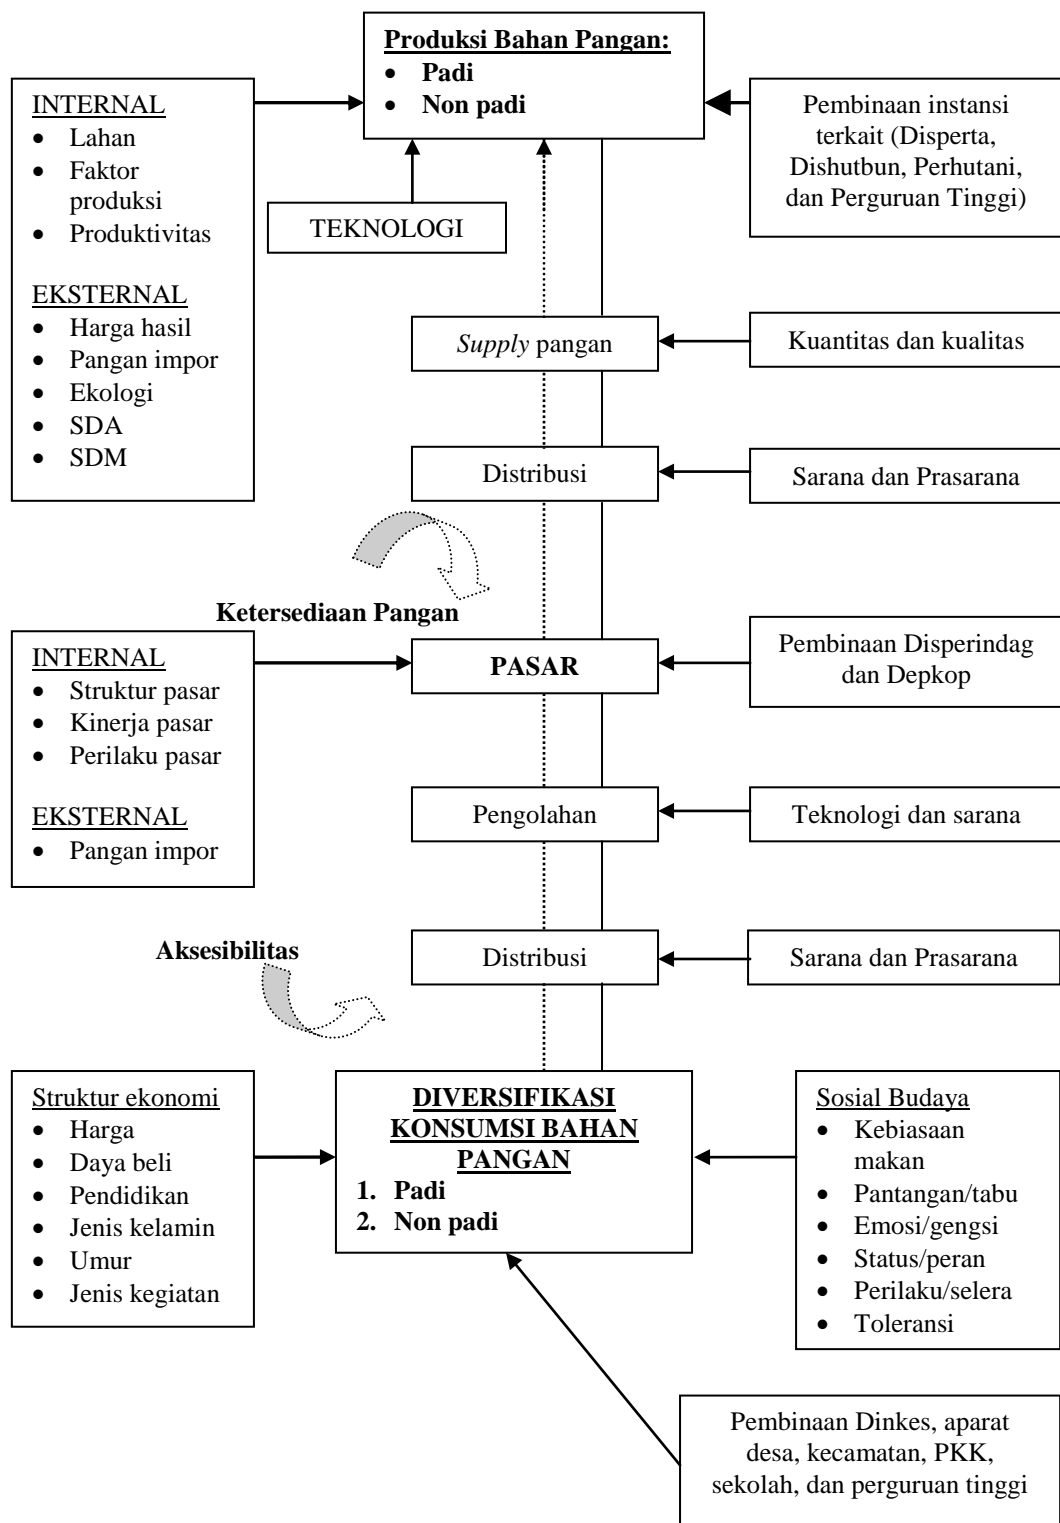 Produksi Bahan Pangan:
• Padi
• Non padi
INTERNAL
• Lahan
• Faktor
produksi
• Produktivitas
EKSTERNAL
• Harga hasil
• Pangan impor
• Ekologi
• SDA
• SDM
TEKNOLOGI
Pembinaan instansi
terkait (Disperta,
Dishutbun, Perhutani,
dan Perguruan Tinggi)
Supply pangan
Kuantitas dan kualitas
Distribusi
Sarana dan Prasarana
Ketersediaan Pangan
INTERNAL
• Struktur pasar
• Kinerja pasar
• Perilaku pasar
EKSTERNAL
• Pangan impor
PASAR
Pembinaan Disperindag
dan Depkop
Pengolahan
Teknologi dan sarana
Aksesibilitas
Distribusi
Sarana dan Prasarana
Struktur ekonomi
• Harga
• Daya beli
• Pendidikan
• Jenis kelamin
• Umur
• Jenis kegiatan
DIVERSIFIKASI
KONSUMSI BAHAN
PANGAN
1. Padi
2. Non padi
Sosial Budaya
• Kebiasaan
makan
• Pantangan/tabu
• Emosi/gengsi
• Status/peran
• Perilaku/selera
• Toleransi
Pembinaan Dinkes, aparat
desa, kecamatan, PKK,
sekolah, dan perguruan tinggi